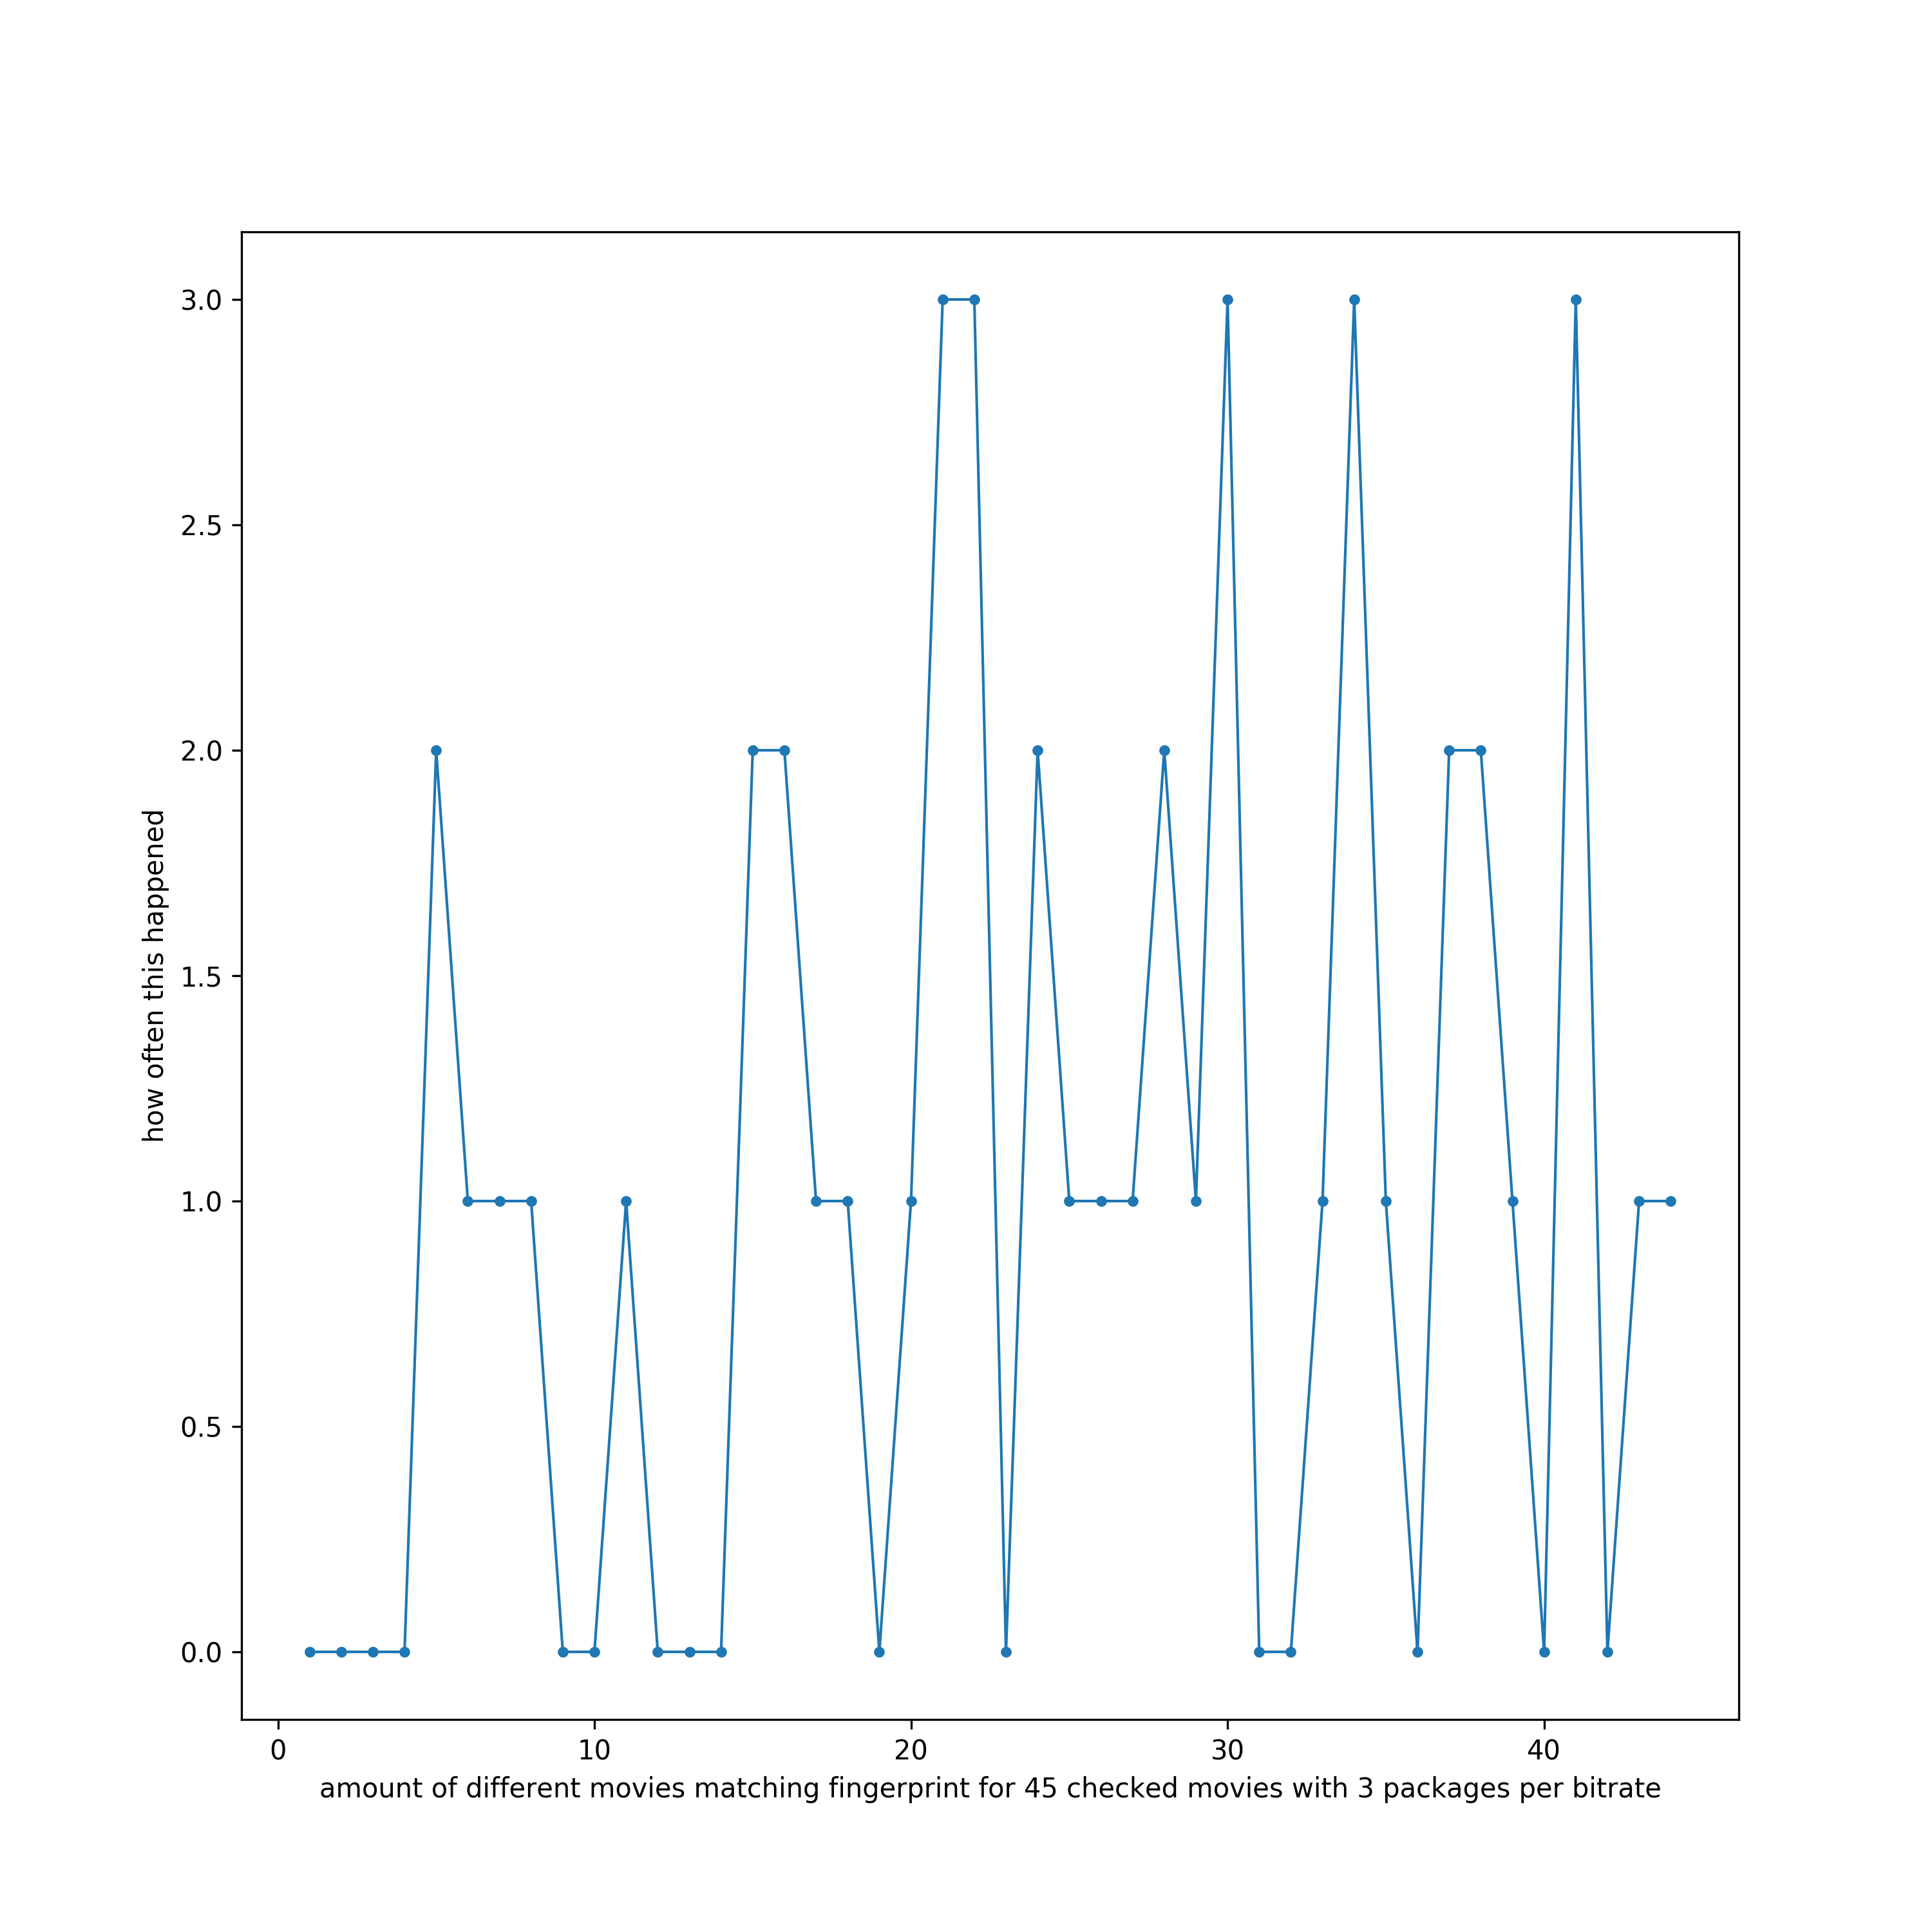 3.0
2.5
2.0
1.5
1.0
0.5
0.0
how often this happened
0 10 20 30 40
amount of different movies matching fingerprint for 45 checked movies with 3 packages per bitrate